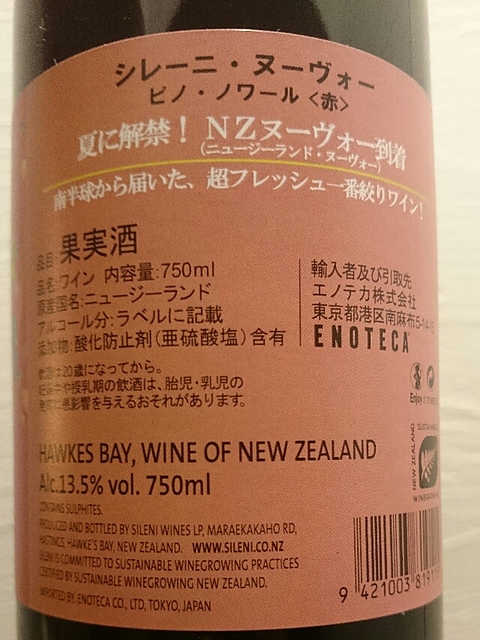 シレーニ・ヌーヴォー
ピノ・ノワール〈赤〉
夏に解禁！ NZヌーヴォー到着
（ニュージーランド・ヌーヴォー）
南半球から届いた、超フレッシュ一番絞りワイン！
品目:果実酒
品名:ワイン 内容量:750ml
原産国名:ニュージーランド
アルコール分:ラベルに記載
添加物:酸化防止剤（亜硫酸塩）含有
飲酒は20歳になってから。
妊娠中や授乳期の飲酒は、胎児・乳児の
発育に悪影響を与えるおそれがあります。
輸入者及び引取先
エノテカ株式会社
東京都港区南麻布5-14-15
ENOTECA
Enjoy
HAWKES BAY, WINE OF NEW ZEALAND
Alc.13.5% vol. 750ml
CONTAINS SULPHITES.
PRODUCED AND BOTTLED BY SILENI WINES LP, MARAEKAKAHO RD,
HASTINGS, HAWKE'S BAY, NEW ZEALAND. WWW.SILENI.CO.NZ
SILENI IS COMMITTED TO SUSTAINABLE WINEGROWING PRACTICES
CERTIFIED BY SUSTAINABLE WINEGROWING NEW ZEALAND.
IMPORTED BY: ENOTECA CO., LTD, TOKYO, JAPAN
NEW ZEALAND
SUSTAINABLE
WINEGROWING
9 421003 8191